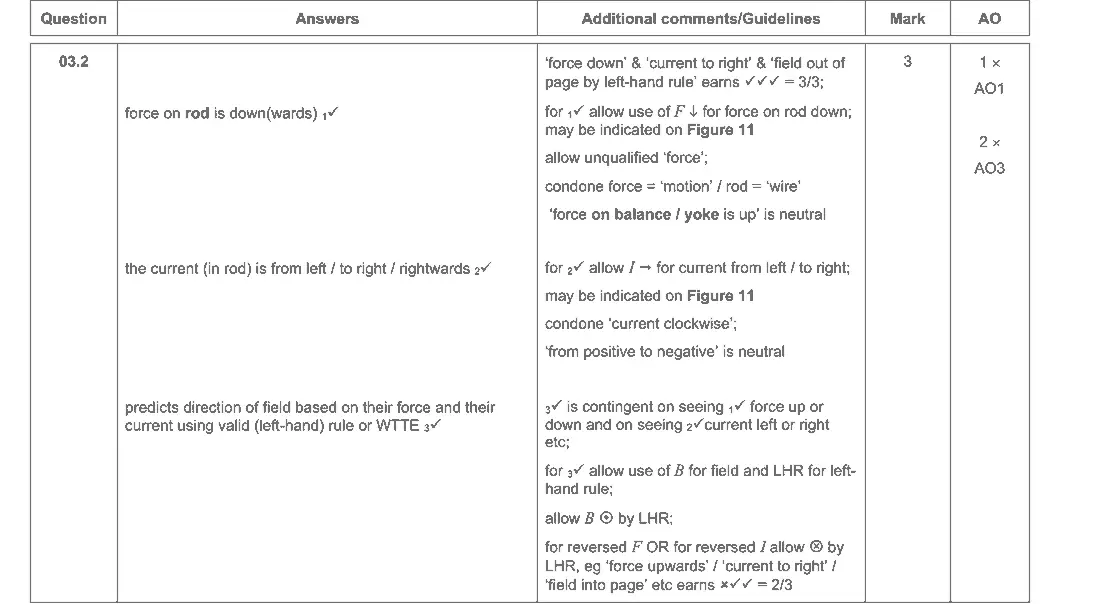 Question Answers Additional comments/Guidelines Mark AO
03.2 'force down' & 'current to right' & 'field out of 3 1 ×
page by left-hand rule' earns ✓✓✓ = 3/3;
AO1
force on rod is down(wards) ₁✓ for ₁✓ allow use of F ↓ for force on rod down;
may be indicated on Figure 11
2 ×
allow unqualified 'force';
AO3
condone force = 'motion' / rod = 'wire'
'force on balance / yoke is up' is neutral
the current (in rod) is from left / to right / rightwards ₂✓ for ₂✓ allow I → for current from left / to right;
may be indicated on Figure 11
condone 'current clockwise';
'from positive to negative' is neutral
predicts direction of field based on their force and their ₃✓ is contingent on seeing ₁✓ force up or
current using valid (left-hand) rule or WTTE ₃✓ down and on seeing ₂✓current left or right
etc;
for ₃✓ allow use of B for field and LHR for left-
hand rule;
allow B ⊙ by LHR;
for reversed F OR for reversed I allow ⊗ by
LHR, eg 'force upwards' / 'current to right' /
'field into page' etc earns ×✓✓ = 2/3